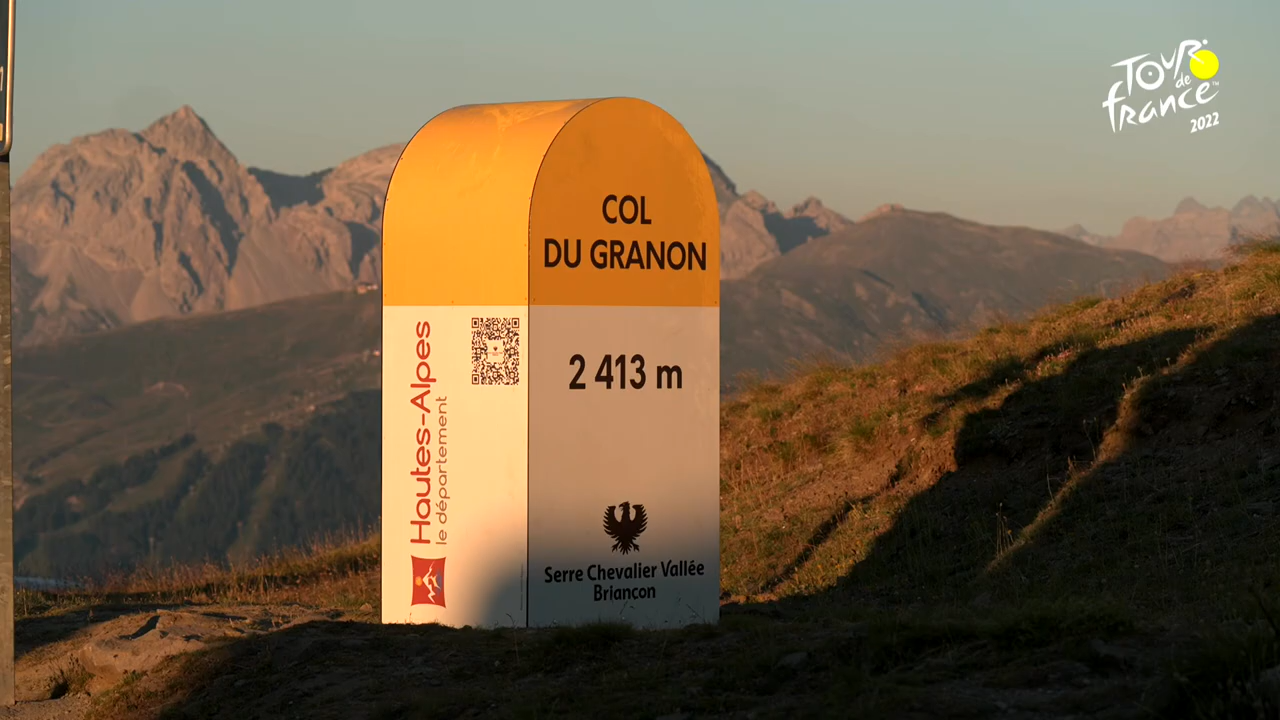 TOUR
de
france
2022
COL
DU GRANON
2 413 m
Hautes-Alpes
le département
Serre Chevalier Vallée
Briançon